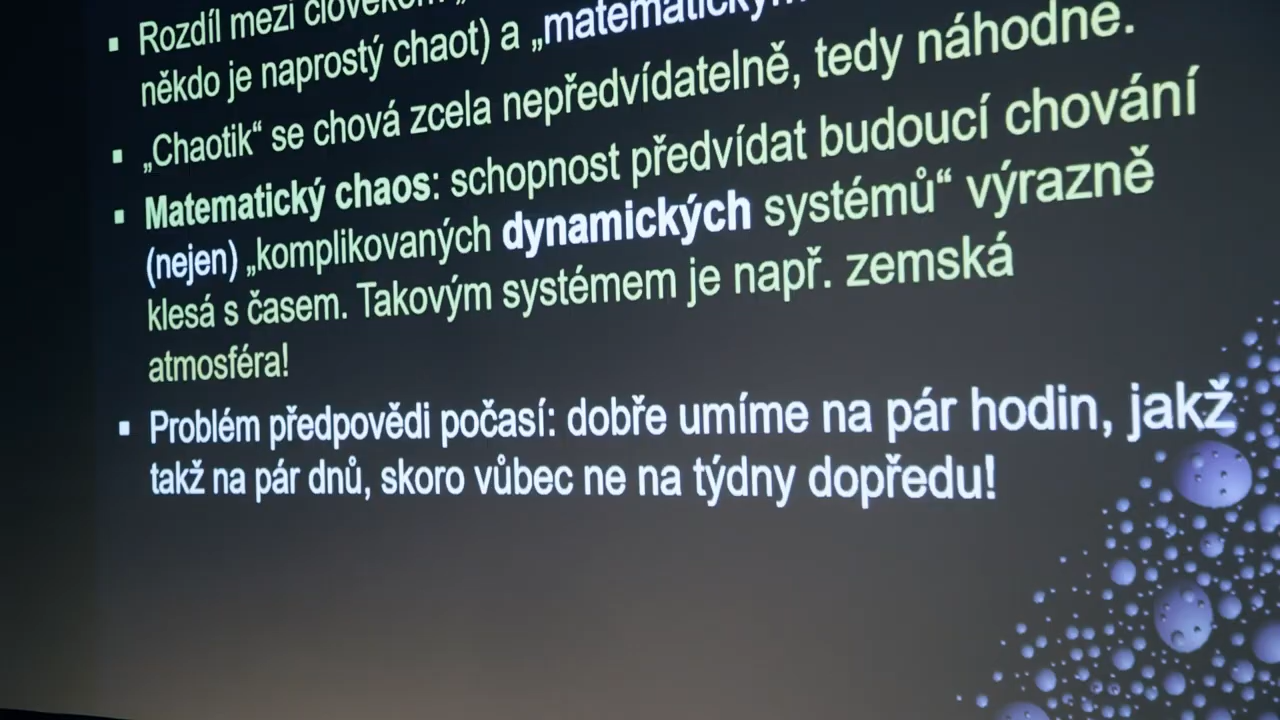 Rozdíl mezi člověkem „
někdo je naprostý chaot) a „matematickým
„Chaotik“ se chová zcela nepředvídatelně, tedy náhodně.
Matematický chaos: schopnost předvídat budoucí chování
(nejen) „komplikovaných dynamických systémů“ výrazně
klesá s časem. Takovým systémem je např. zemská
atmosféra!
Problém předpovědi počasí: dobře umíme na pár hodin, jakž
takž na pár dnů, skoro vůbec ne na týdny dopředu!